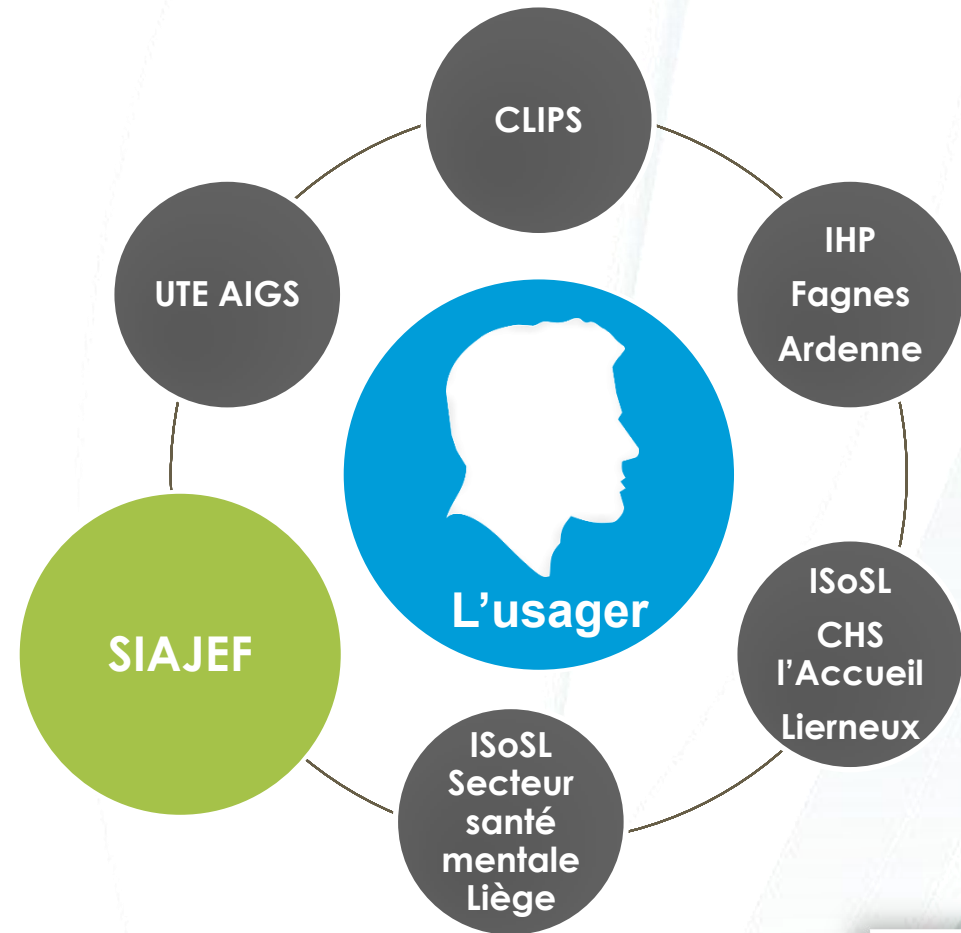 CLIPS
UTE AIGS
IHP
Fagnes
Ardenne
L’usager
SIAJEF
ISoSL
CHS
l’Accueil
Lierneux
ISoSL
Secteur
santé
mentale
Liège